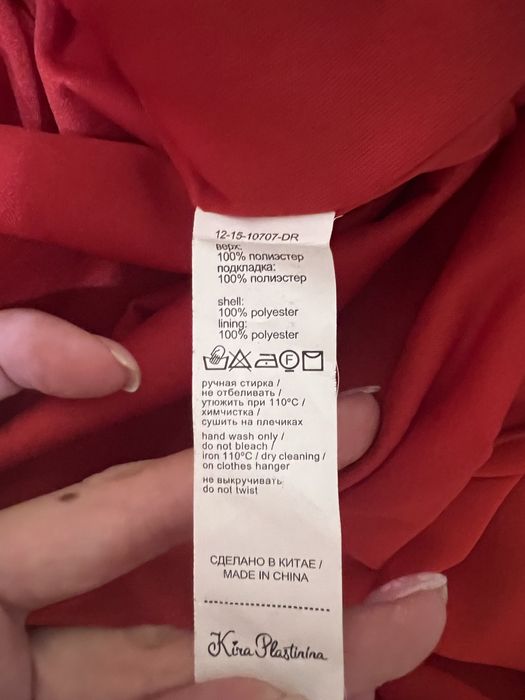 12-15-10707-DR
верх:
100% полиэстер
подкладка:
100% полиэстер
shell:
100% polyester
lining:
100% polyester
F
ручная стирка /
не отбеливать /
утюжить при 110°C /
химчистка /
сушить на плечиках
hand wash only /
do not bleach /
iron 110°C / dry cleaning /
on clothes hanger
не выкручивать
do not twist
СДЕЛАНО В КИТАЕ /
MADE IN CHINA
Kira Plastinina